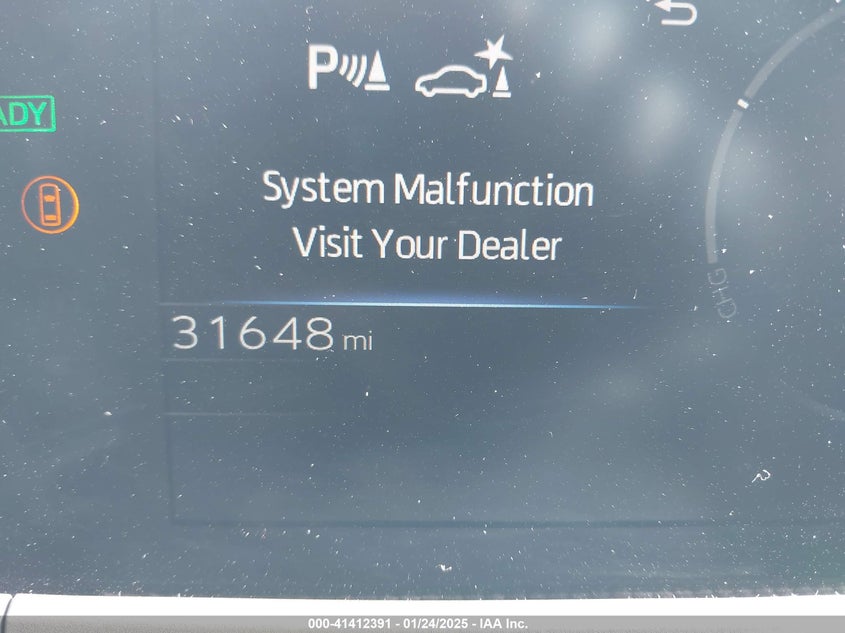 P
ADY
System Malfunction
Visit Your Dealer
CHG
31648 mi
000-41412391 - 01/24/2025 - IAA Inc.